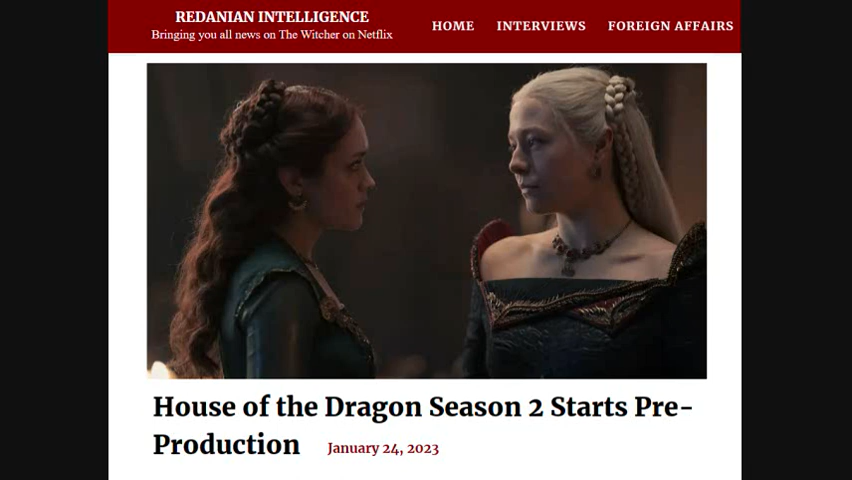 REDANIAN INTELLIGENCE
Bringing you all news on The Witcher on Netflix
HOME INTERVIEWS FOREIGN AFFAIRS
House of the Dragon Season 2 Starts Pre-
Production January 24, 2023